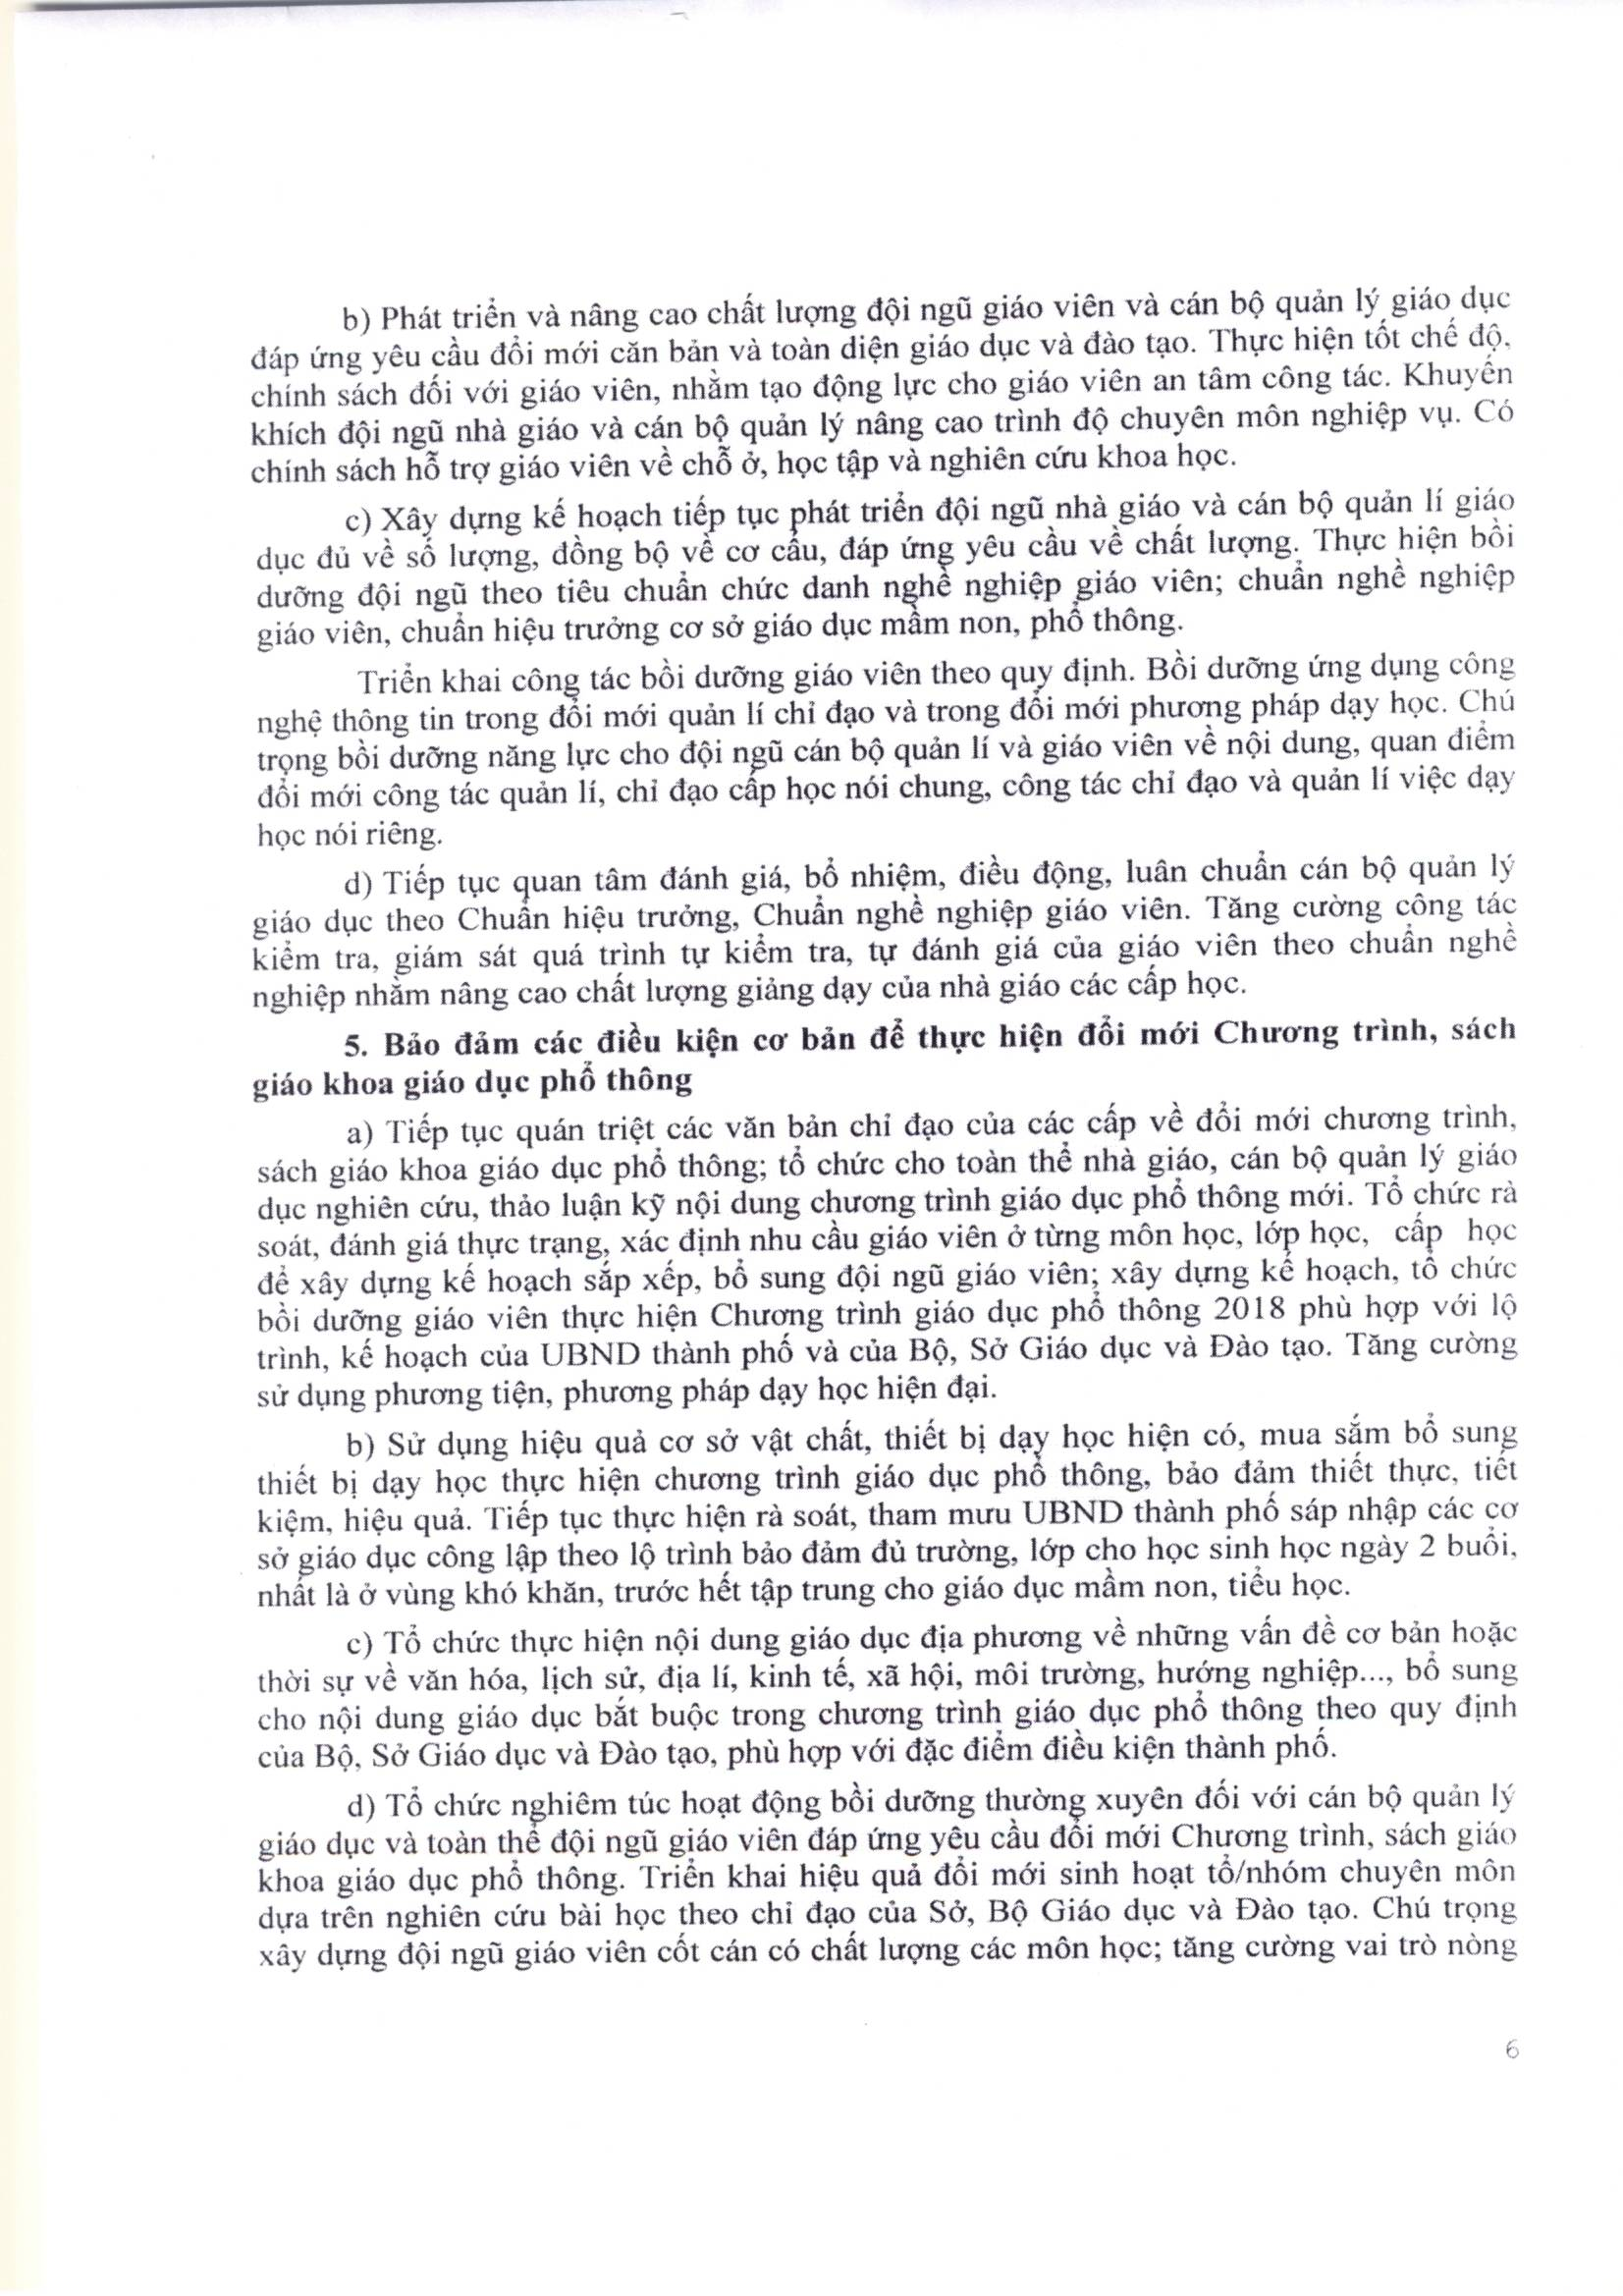 b) Phát triển và nâng cao chất lượng đội ngũ giáo viên và cán bộ quản lý giáo dục
đáp ứng yêu cầu đổi mới căn bản và toàn diện giáo dục và đào tạo. Thực hiện tốt chế độ,
chính sách đối với giáo viên, nhằm tạo động lực cho giáo viên an tâm công tác. Khuyến
khích đội ngũ nhà giáo và cán bộ quản lý nâng cao trình độ chuyên môn nghiệp vụ. Có
chính sách hỗ trợ giáo viên về chỗ ở, học tập và nghiên cứu khoa học.
c) Xây dựng kế hoạch tiếp tục phát triển đội ngũ nhà giáo và cán bộ quản lí giáo
dục đủ về số lượng, đồng bộ về cơ cấu, đáp ứng yêu cầu về chất lượng. Thực hiện bồi
dưỡng đội ngũ theo tiêu chuẩn chức danh nghề nghiệp giáo viên; chuẩn nghề nghiệp
giáo viên, chuẩn hiệu trưởng cơ sở giáo dục mầm non, phổ thông.
Triển khai công tác bồi dưỡng giáo viên theo quy định. Bồi dưỡng ứng dụng công
nghệ thông tin trong đổi mới quản lí chỉ đạo và trong đổi mới phương pháp dạy học. Chú
trọng bồi dưỡng năng lực cho đội ngũ cán bộ quản lí và giáo viên về nội dung, quan điểm
đổi mới công tác quản lí, chỉ đạo cấp học nói chung, công tác chỉ đạo và quản lí việc dạy
học nói riêng.
d) Tiếp tục quan tâm đánh giá, bổ nhiệm, điều động, luân chuẩn cán bộ quản lý
giáo dục theo Chuẩn hiệu trưởng, Chuẩn nghề nghiệp giáo viên. Tăng cường công tác
kiểm tra, giám sát quá trình tự kiểm tra, tự đánh giá của giáo viên theo chuẩn nghề
nghiệp nhằm nâng cao chất lượng giảng dạy của nhà giáo các cấp học.
5. Bảo đảm các điều kiện cơ bản để thực hiện đổi mới Chương trình, sách
giáo khoa giáo dục phổ thông
a) Tiếp tục quán triệt các văn bản chỉ đạo của các cấp về đổi mới chương trình,
sách giáo khoa giáo dục phổ thông; tổ chức cho toàn thể nhà giáo, cán bộ quản lý giáo
dục nghiên cứu, thảo luận kỹ nội dung chương trình giáo dục phổ thông mới. Tổ chức rà
soát, đánh giá thực trạng, xác định nhu cầu giáo viên ở từng môn học, lớp học, cấp học
để xây dựng kế hoạch sắp xếp, bổ sung đội ngũ giáo viên; xây dựng kế hoạch, tổ chức
bồi dưỡng giáo viên thực hiện Chương trình giáo dục phổ thông 2018 phù hợp với lộ
trình, kế hoạch của UBND thành phố và của Bộ, Sở Giáo dục và Đào tạo. Tăng cường
sử dụng phương tiện, phương pháp dạy học hiện đại.
b) Sử dụng hiệu quả cơ sở vật chất, thiết bị dạy học hiện có, mua sắm bổ sung
thiết bị dạy học thực hiện chương trình giáo dục phổ thông, bảo đảm thiết thực, tiết
kiệm, hiệu quả. Tiếp tục thực hiện rà soát, tham mưu UBND thành phố sáp nhập các cơ
sở giáo dục công lập theo lộ trình bảo đảm đủ trường, lớp cho học sinh học ngày 2 buổi,
nhất là ở vùng khó khăn, trước hết tập trung cho giáo dục mầm non, tiểu học.
c) Tổ chức thực hiện nội dung giáo dục địa phương về những vấn đề cơ bản hoặc
thời sự về văn hóa, lịch sử, địa lí, kinh tế, xã hội, môi trường, hướng nghiệp..., bổ sung
cho nội dung giáo dục bắt buộc trong chương trình giáo dục phổ thông theo quy định
của Bộ, Sở Giáo dục và Đào tạo, phù hợp với đặc điểm điều kiện thành phố.
d) Tổ chức nghiêm túc hoạt động bồi dưỡng thường xuyên đối với cán bộ quản lý
giáo dục và toàn thể đội ngũ giáo viên đáp ứng yêu cầu đổi mới Chương trình, sách giáo
khoa giáo dục phổ thông. Triển khai hiệu quả đổi mới sinh hoạt tổ/nhóm chuyên môn
dựa trên nghiên cứu bài học theo chỉ đạo của Sở, Bộ Giáo dục và Đào tạo. Chú trọng
xây dựng đội ngũ giáo viên cốt cán có chất lượng các môn học; tăng cường vai trò nòng
6